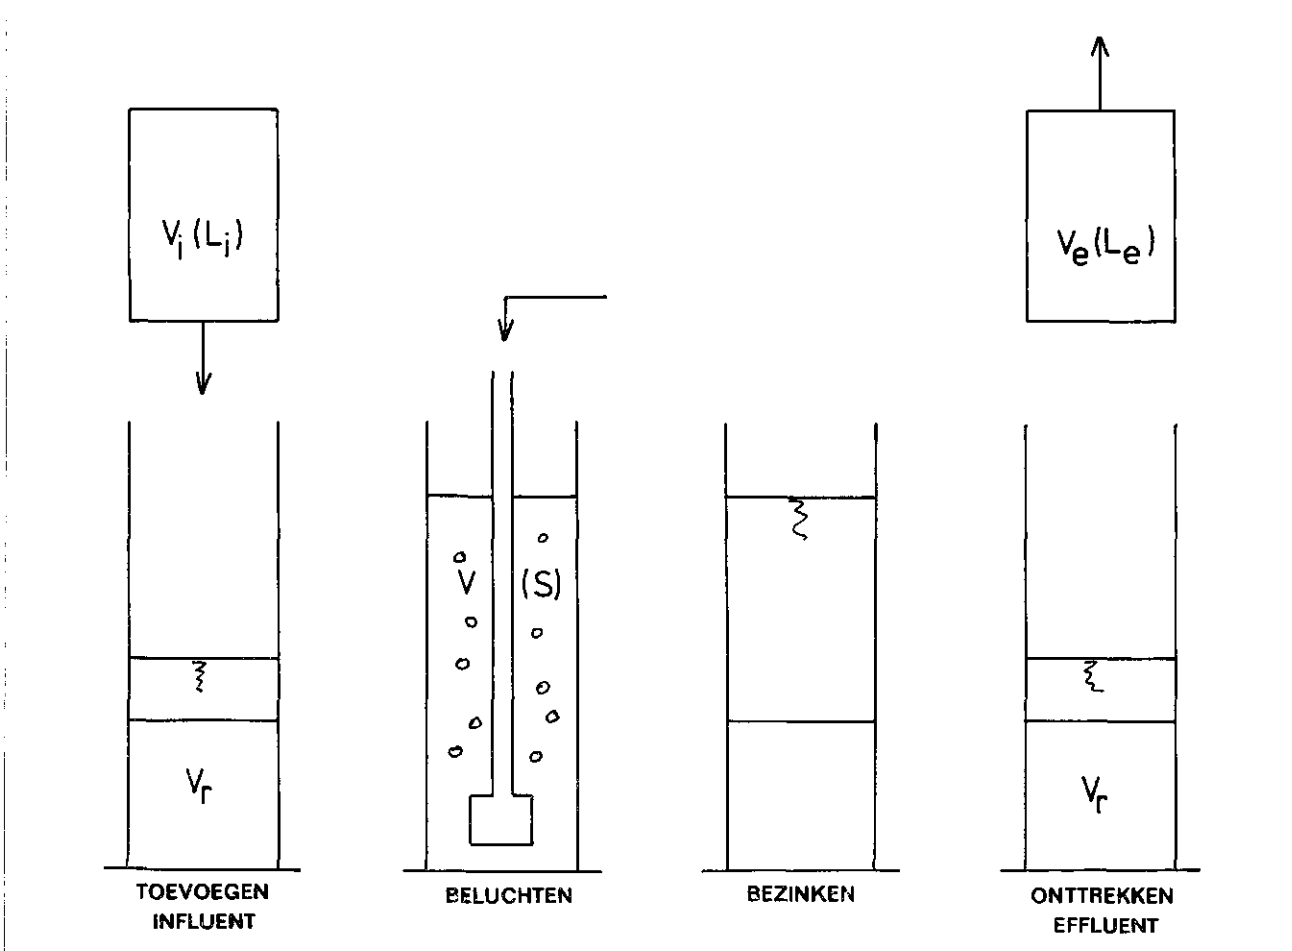 Vi (Li)
Ve (Le)
V (S)
Vr
Vr
TOEVOEGEN
INFLUENT
BELUCHTEN
BEZINKEN
ONTTREKKEN
EFFLUENT